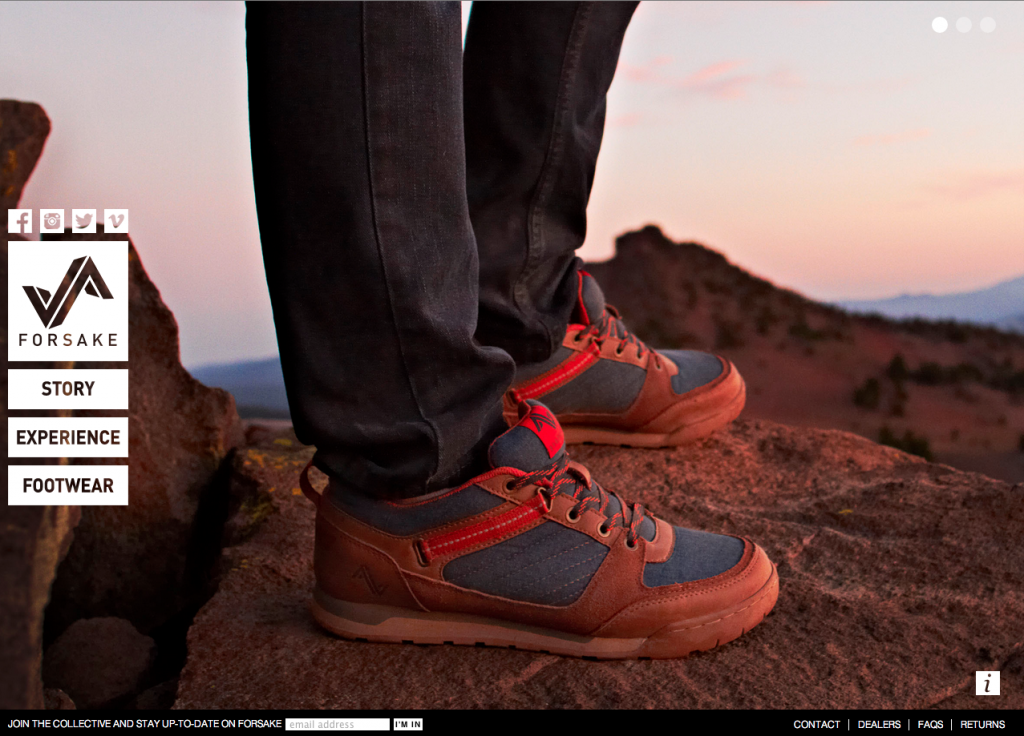 FORSAKE
STORY
EXPERIENCE
FOOTWEAR
i
JOIN THE COLLECTIVE AND STAY UP-TO-DATE ON FORSAKE email address I'M IN
CONTACT | DEALERS | FAQS | RETURNS